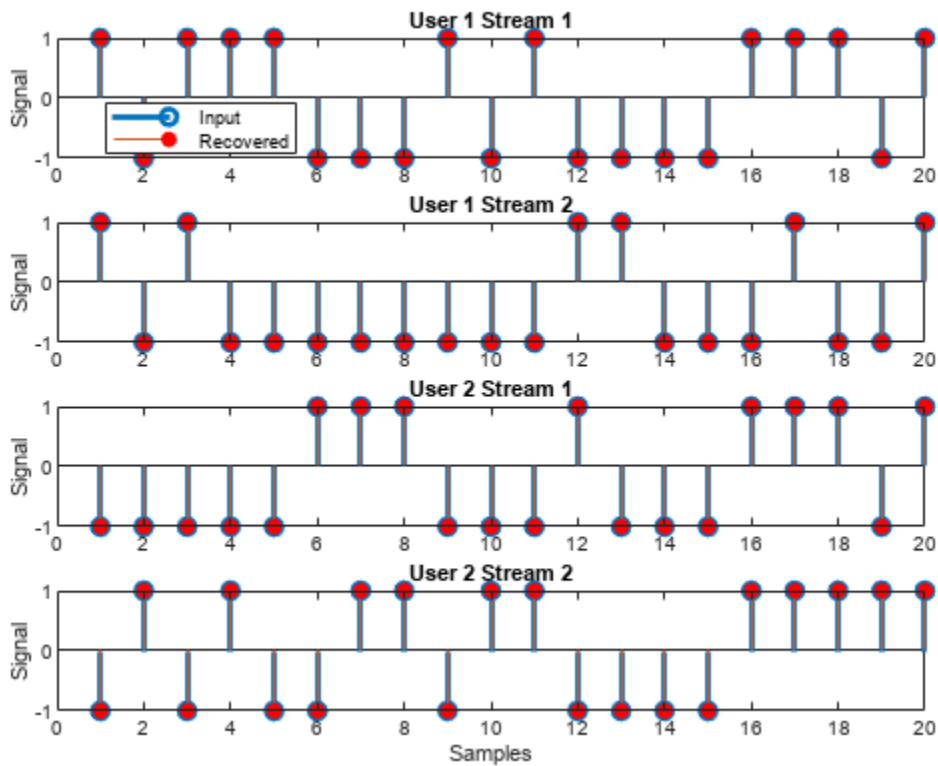 User 1 Stream 1
1
0
-1
Signal
Input
Recovered
0 2 4 6 8 10 12 14 16 18 20
User 1 Stream 2
1
0
-1
Signal
0 2 4 6 8 10 12 14 16 18 20
User 2 Stream 1
1
0
-1
Signal
0 2 4 6 8 10 12 14 16 18 20
User 2 Stream 2
1
0
-1
Signal
0 2 4 6 8 10 12 14 16 18 20
Samples